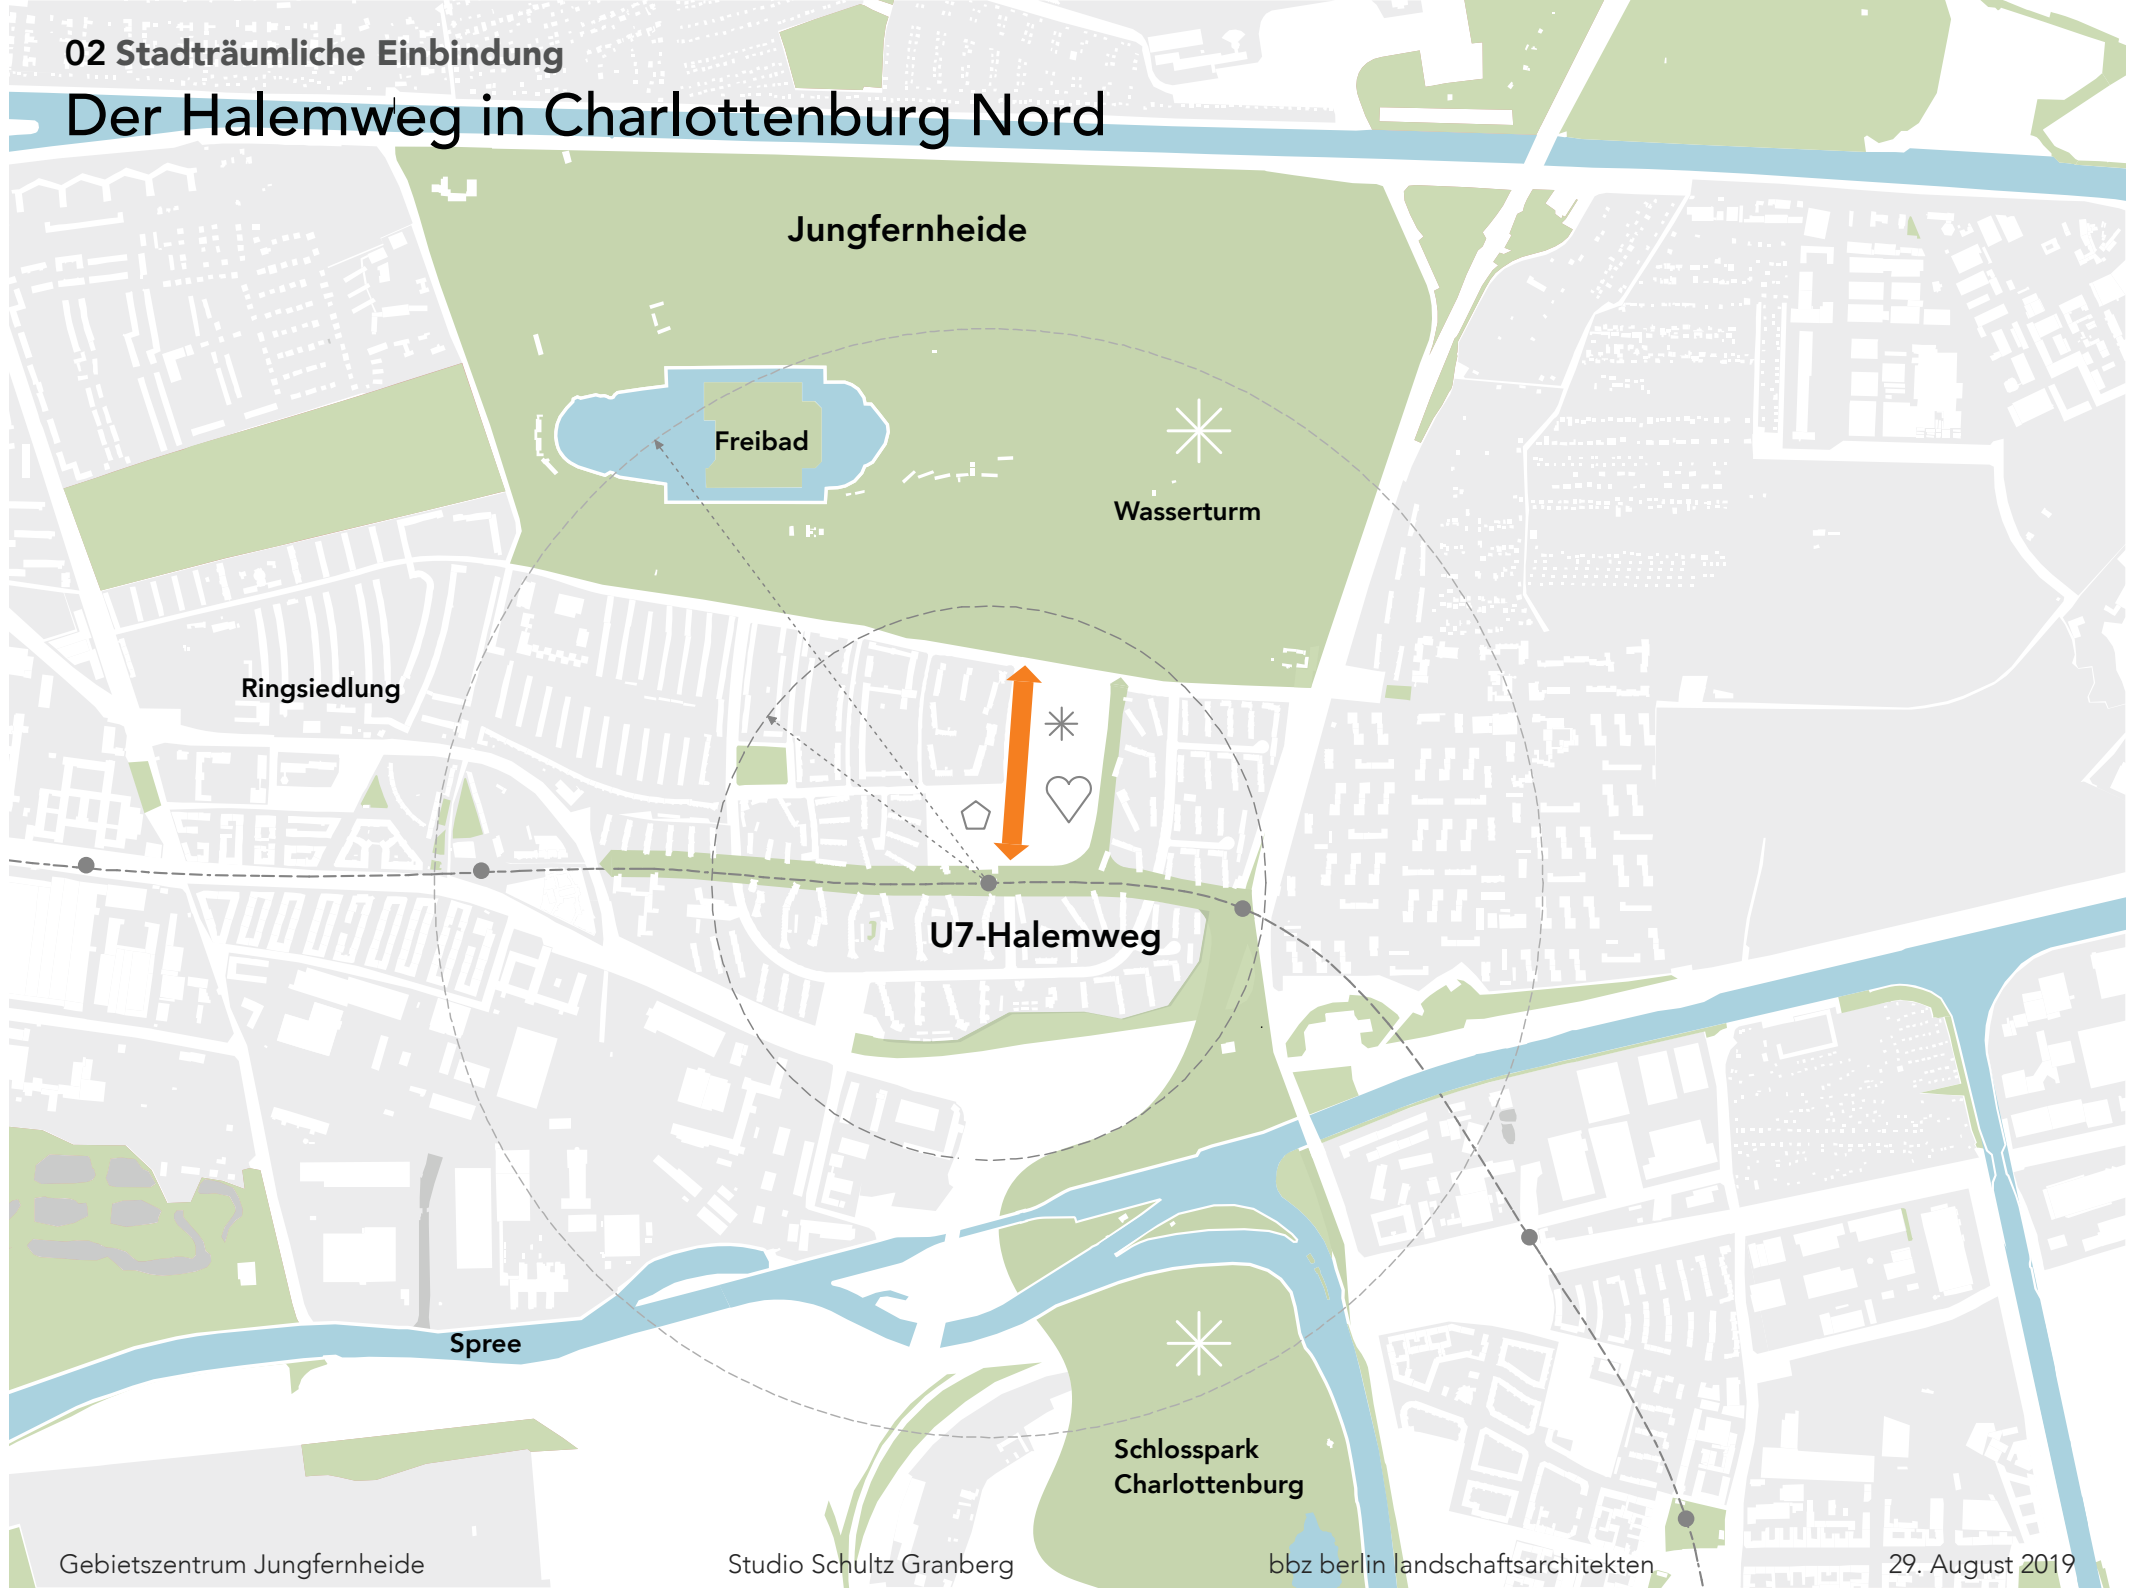 02 Stadträumliche Einbindung
Der Halemweg in Charlottenburg Nord
Jungfernheide
Freibad
Wasserturm
Ringsiedlung
U7-Halemweg
Spree
Schlosspark
Charlottenburg
Gebietszentrum Jungfernheide
Studio Schultz Granberg
bbz berlin landschaftsarchitekten
29. August 2019